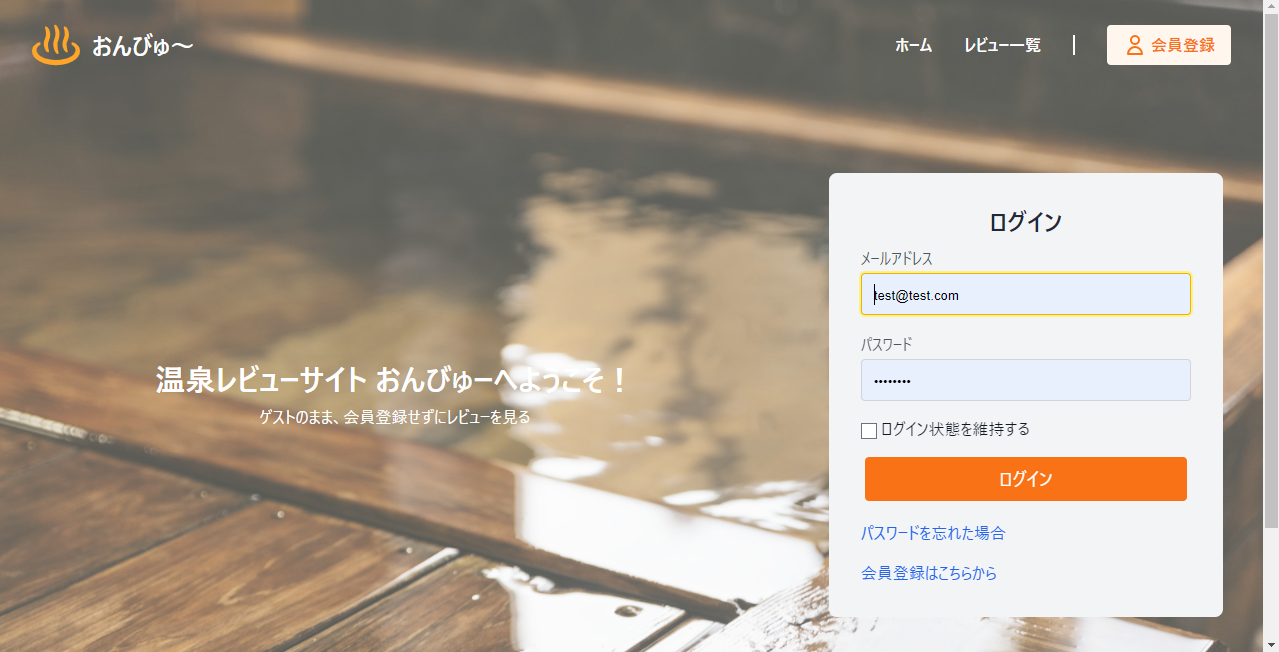 おんびゅ～
ホーム
レビュー一覧
会員登録
ログイン
メールアドレス
test@test.com
パスワード
••••••••
ログイン状態を維持する
ログイン
パスワードを忘れた場合
会員登録はこちらから
温泉レビューサイト おんびゅーへようこそ！
ゲストのまま、会員登録せずにレビューを見る